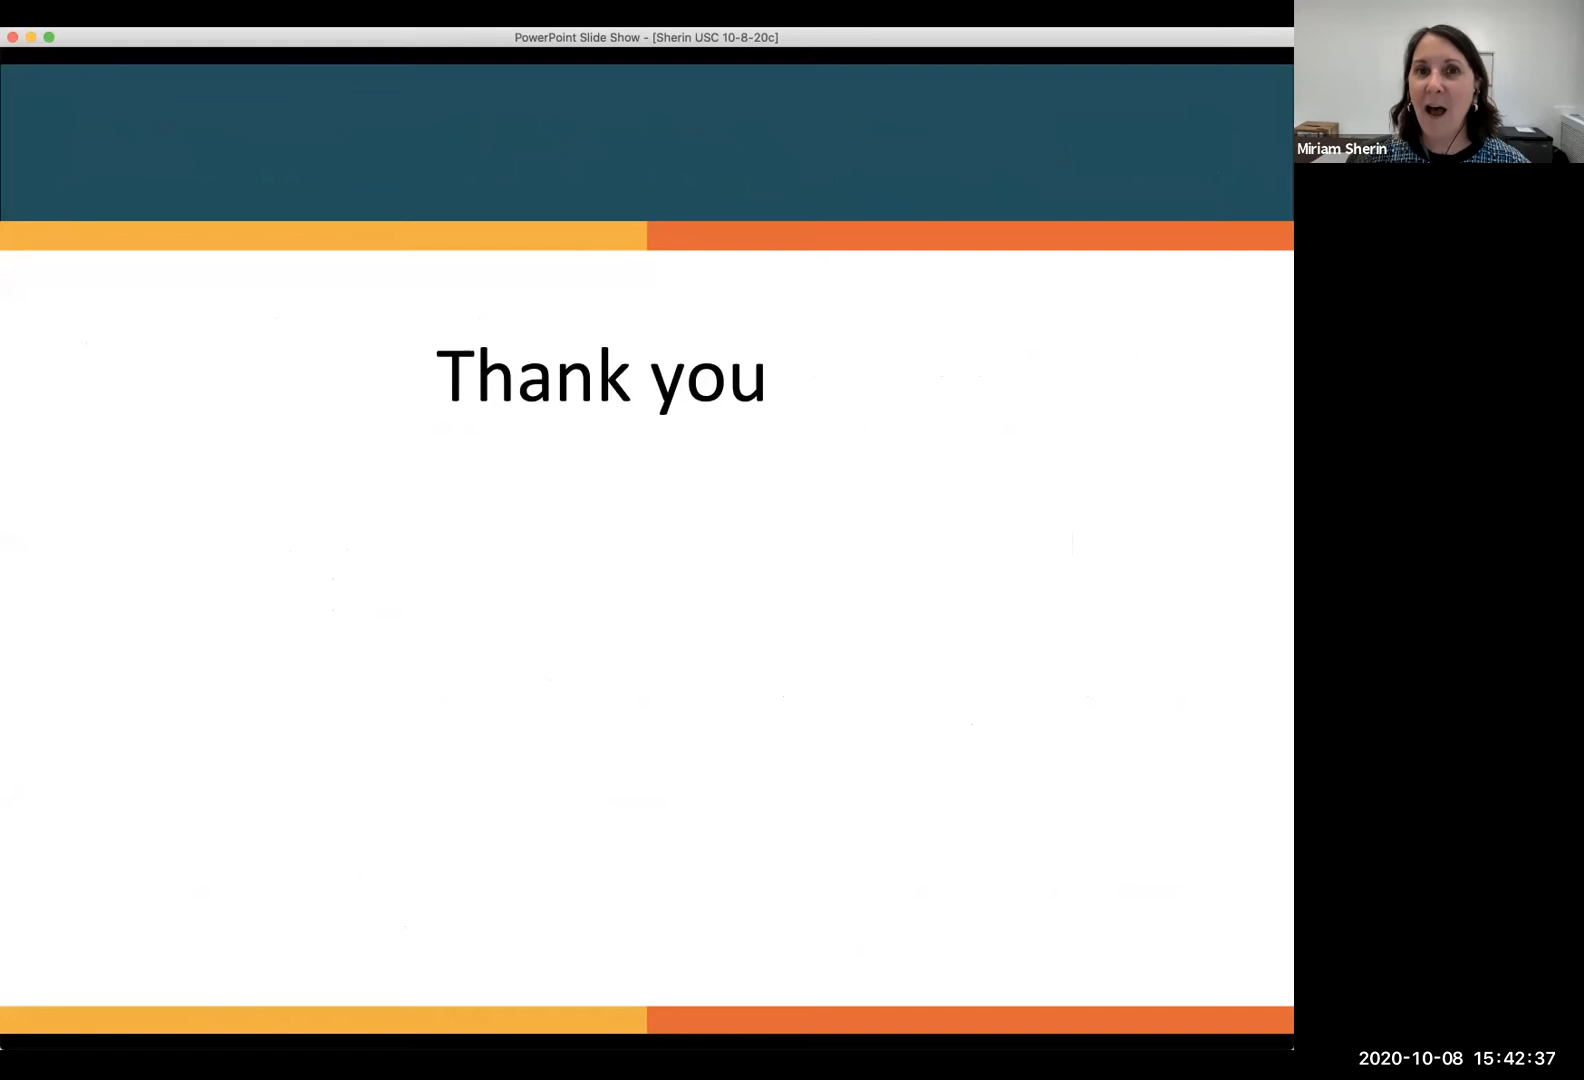 PowerPoint Slide Show - [Sherin USC 10-8-20c]
Miriam Sherin
Thank you
2020-10-08 15:42:37